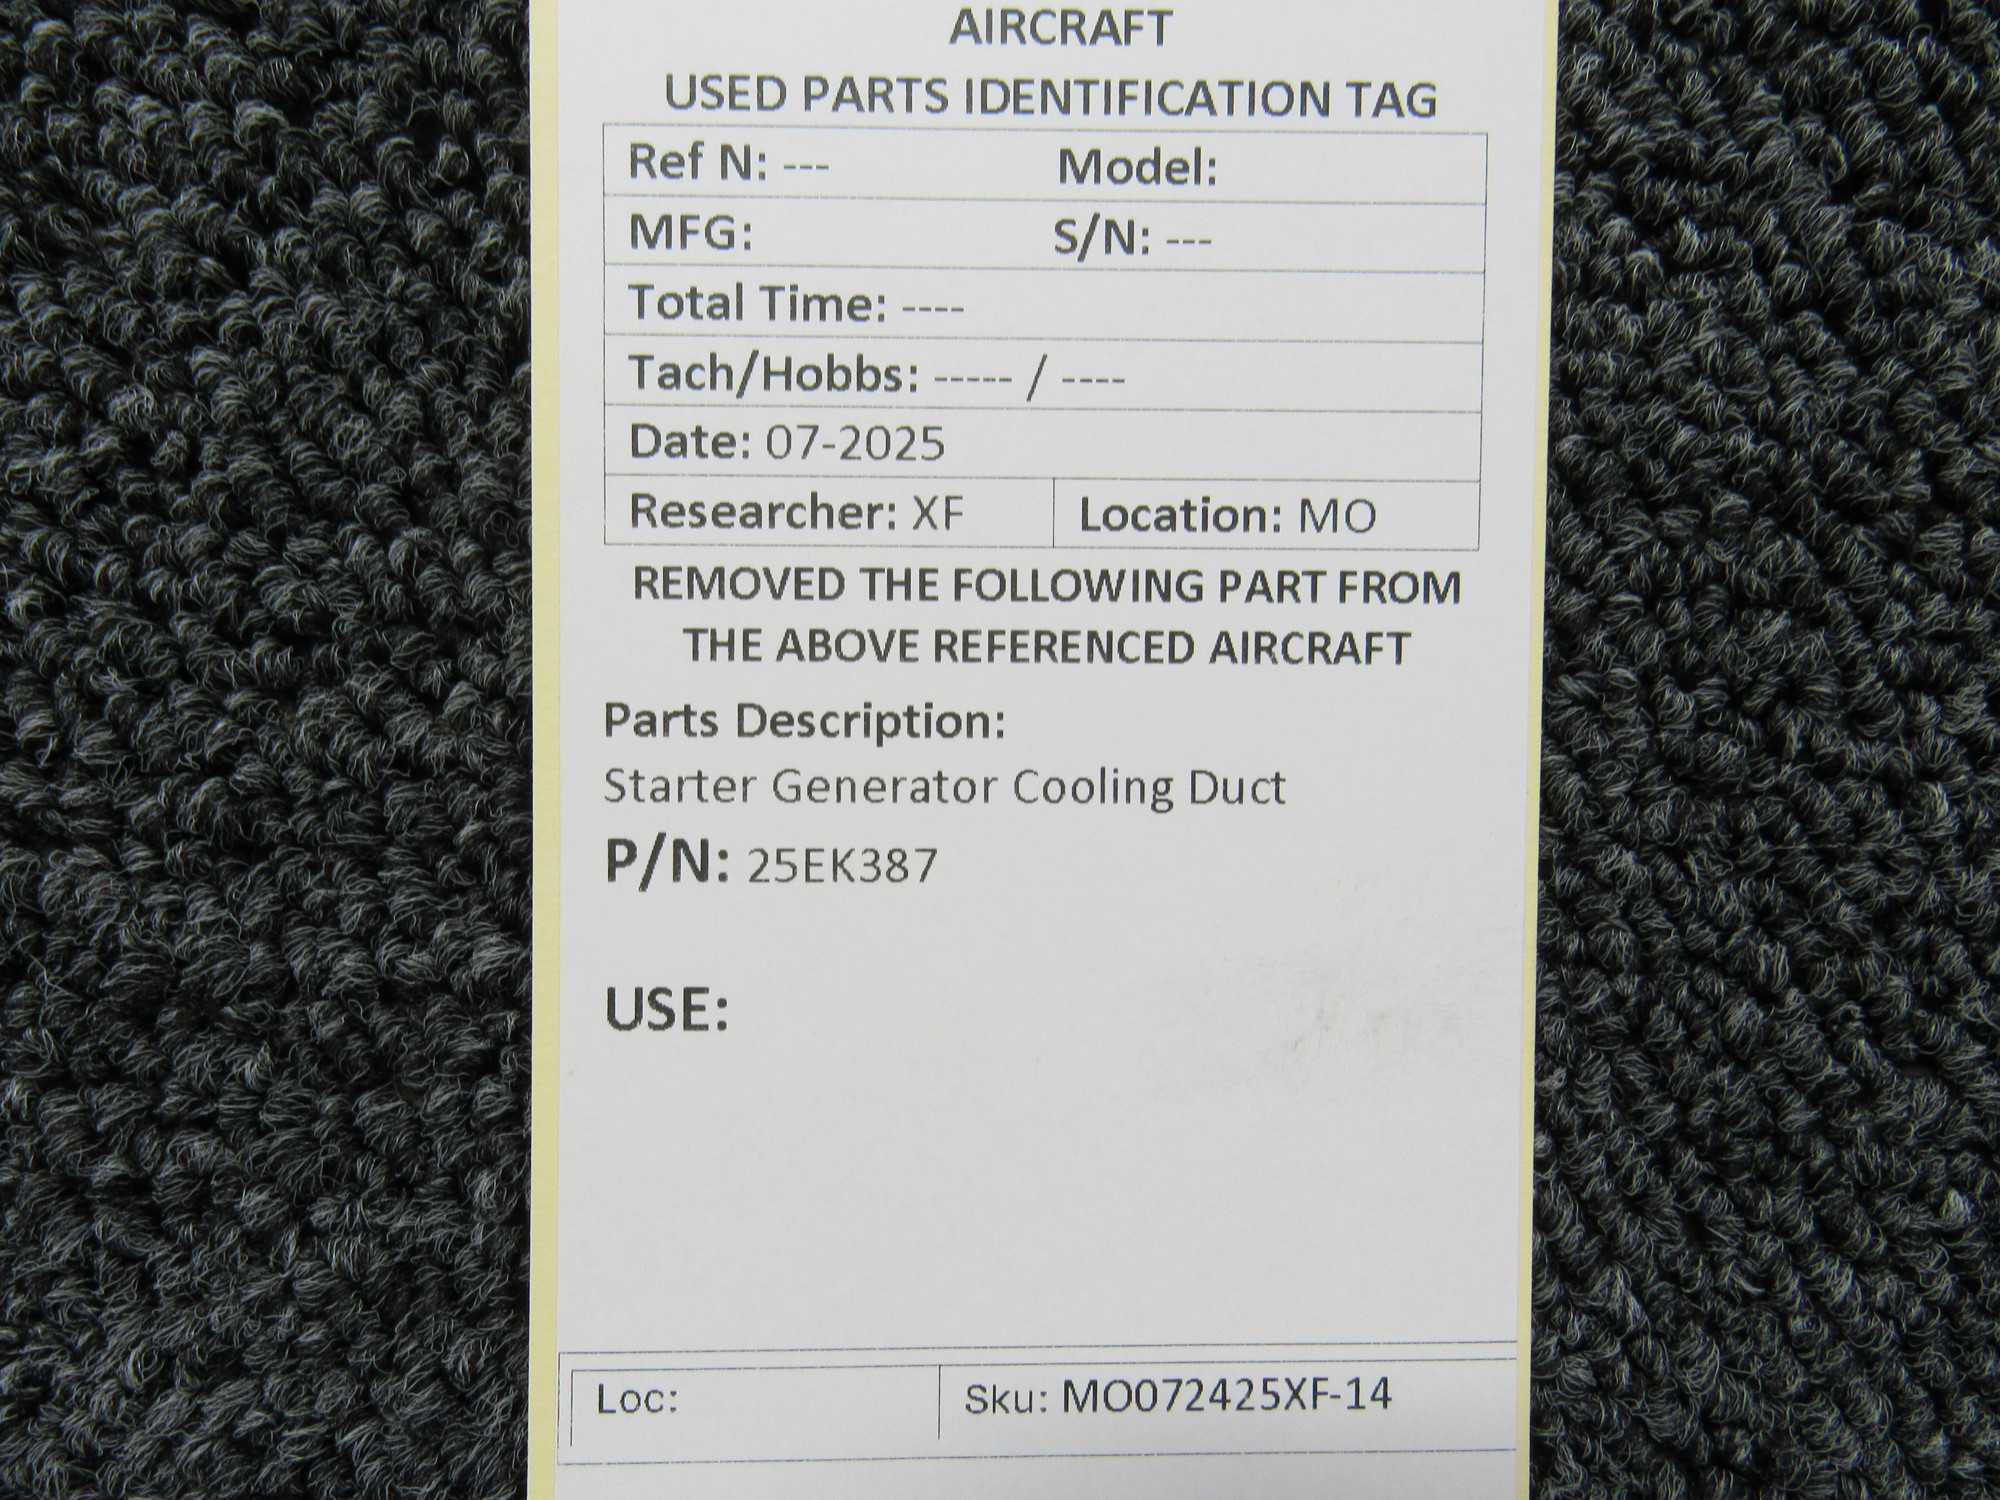 AIRCRAFT
USED PARTS IDENTIFICATION TAG
Ref N: --- Model:
MFG: S/N: ---
Total Time: ----
Tach/Hobbs: ----- / ----
Date: 07-2025
Researcher: XF Location: MO
REMOVED THE FOLLOWING PART FROM
THE ABOVE REFERENCED AIRCRAFT
Parts Description:
Starter Generator Cooling Duct
P/N: 25EK387
USE:
Loc: Sku: MO072425XF-14